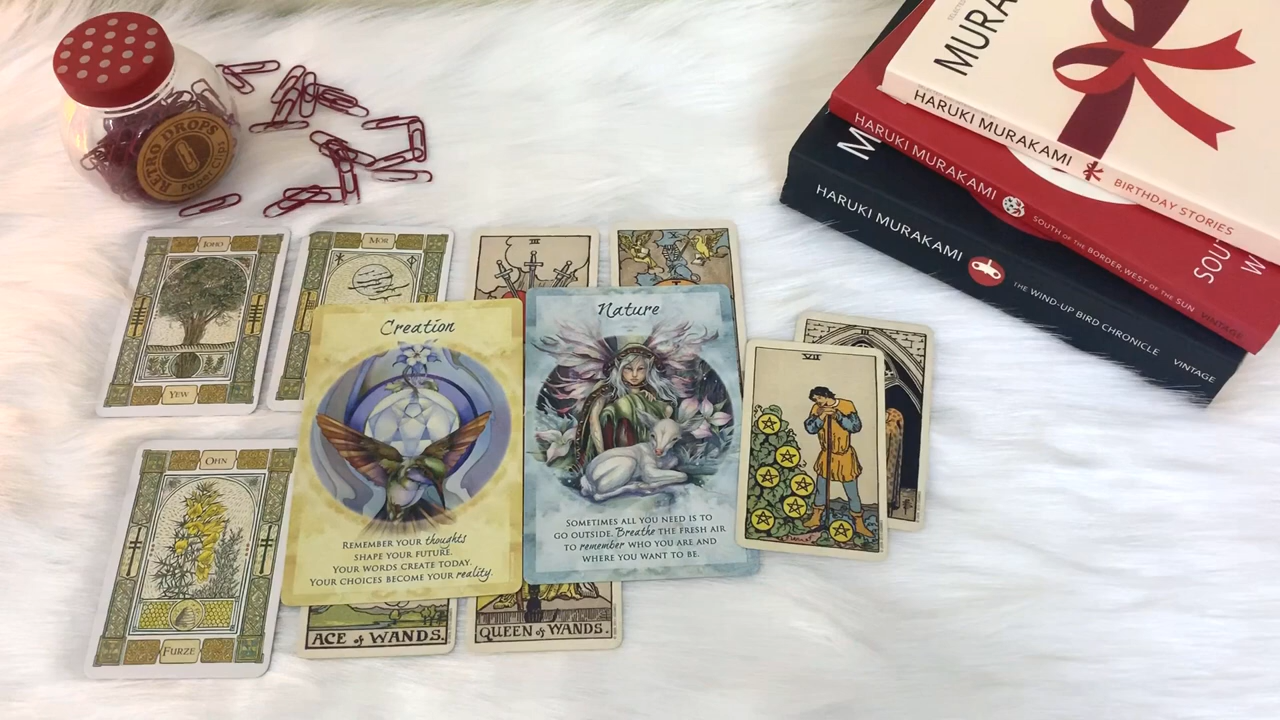 RETRO DROPS
Paper Clips
MURA
HARUKI MURAKAMI
BIRTHDAY STORIES
M
HARUKI MURAKAMI
SOUTH OF THE BORDER, WEST OF THE SUN
VINTAGE
SOU
W
HARUKI MURAKAMI
THE WIND-UP BIRD CHRONICLE
VINTAGE
IOHO
YEW
MOR
III
X
Creation
REMEMBER YOUR thoughts
SHAPE YOUR FUTURE.
YOUR WORDS CREATE TODAY.
YOUR CHOICES BECOME YOUR reality.
Nature
SOMETIMES ALL YOU NEED IS TO
GO OUTSIDE. Breathe THE FRESH AIR
TO remember WHO YOU ARE AND
WHERE YOU WANT TO BE.
VII
OHN
FURZE
ACE of WANDS.
QUEEN of WANDS.